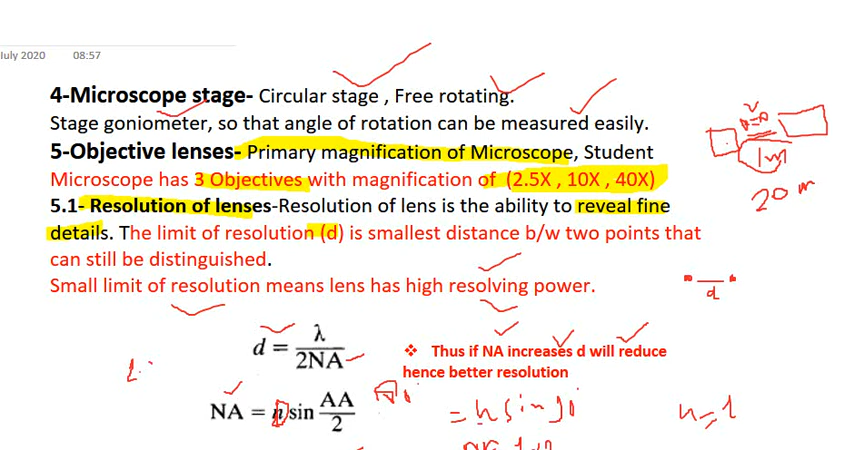 July 2020 08:57
4-Microscope stage- Circular stage , Free rotating.
Stage goniometer, so that angle of rotation can be measured easily.
5-Objective lenses- Primary magnification of Microscope, Student
Microscope has 3 Objectives with magnification of (2.5X , 10X , 40X)
5.1- Resolution of lenses-Resolution of lens is the ability to reveal fine
details. The limit of resolution (d) is smallest distance b/w two points that
can still be distinguished.
Small limit of resolution means lens has high resolving power.
d = λ / 2NA
❖ Thus if NA increases d will reduce
hence better resolution
NA = n sin AA / 2
20 m
d
n=1